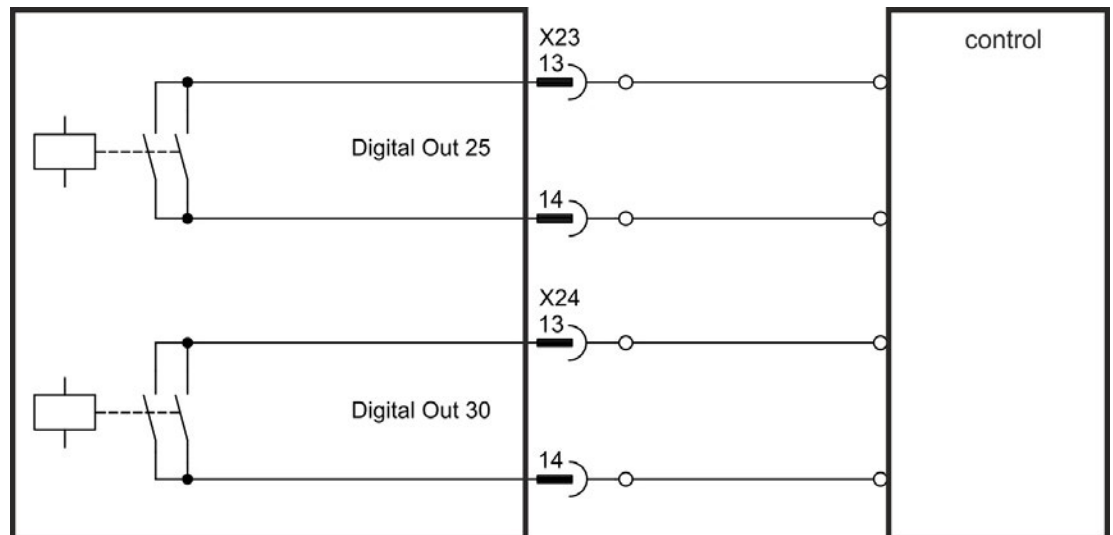 X23
13
control
Digital Out 25
14
X24
13
Digital Out 30
14